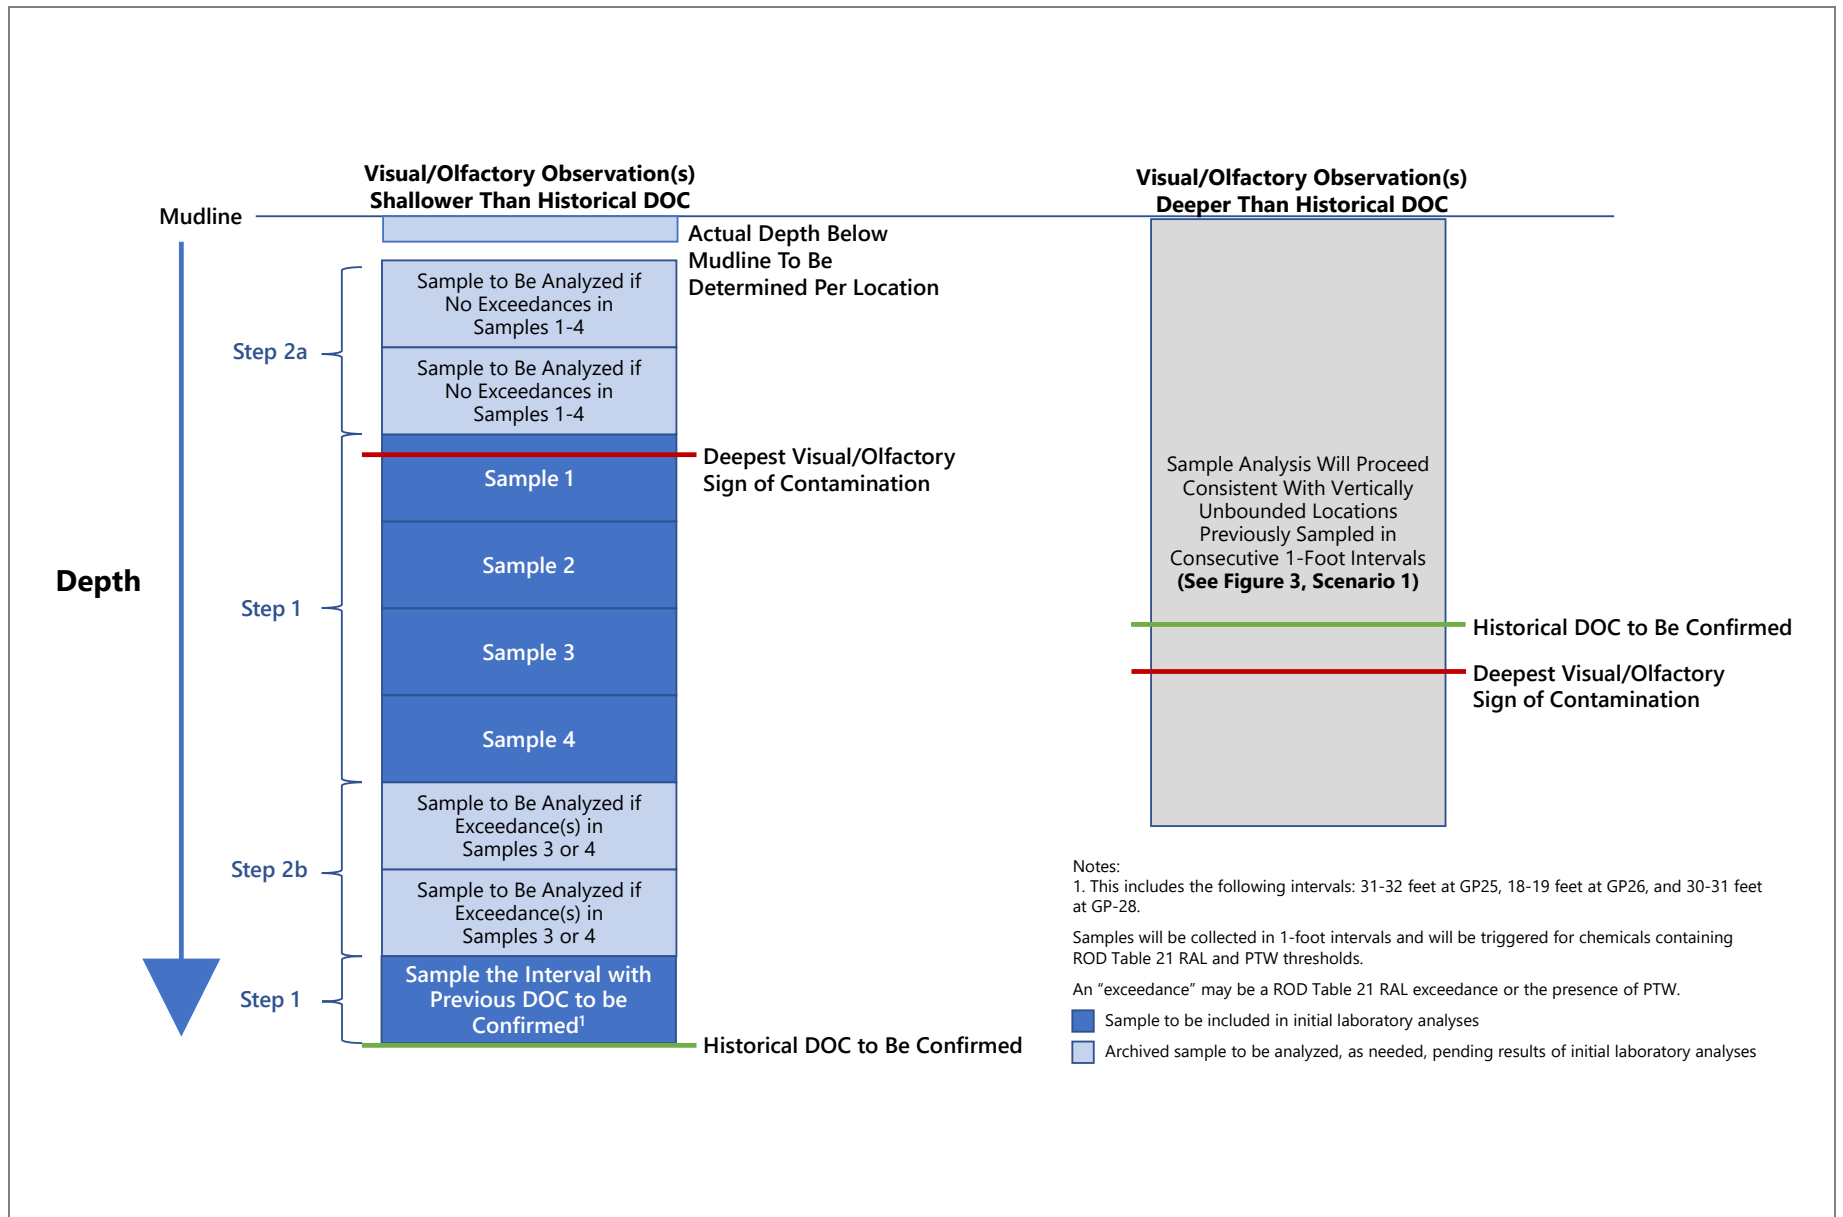 Visual/Olfactory Observation(s)
Shallower Than Historical DOC
Visual/Olfactory Observation(s)
Deeper Than Historical DOC
Mudline
Actual Depth Below
Mudline To Be
Determined Per Location
Sample to Be Analyzed if
No Exceedances in
Samples 1-4
Step 2a
Sample to Be Analyzed if
No Exceedances in
Samples 1-4
Deepest Visual/Olfactory
Sign of Contamination
Sample 1
Sample 2
Depth
Step 1
Sample 3
Sample 4
Sample to Be Analyzed if
Exceedance(s) in
Samples 3 or 4
Step 2b
Sample to Be Analyzed if
Exceedance(s) in
Samples 3 or 4
Step 1
Sample the Interval with
Previous DOC to be
Confirmed¹
Historical DOC to Be Confirmed
Sample Analysis Will Proceed
Consistent With Vertically
Unbounded Locations
Previously Sampled in
Consecutive 1-Foot Intervals
(See Figure 3, Scenario 1)
Historical DOC to Be Confirmed
Deepest Visual/Olfactory
Sign of Contamination
Notes:
1. This includes the following intervals: 31-32 feet at GP25, 18-19 feet at GP26, and 30-31 feet
at GP-28.
Samples will be collected in 1-foot intervals and will be triggered for chemicals containing
ROD Table 21 RAL and PTW thresholds.
An “exceedance” may be a ROD Table 21 RAL exceedance or the presence of PTW.
Sample to be included in initial laboratory analyses
Archived sample to be analyzed, as needed, pending results of initial laboratory analyses